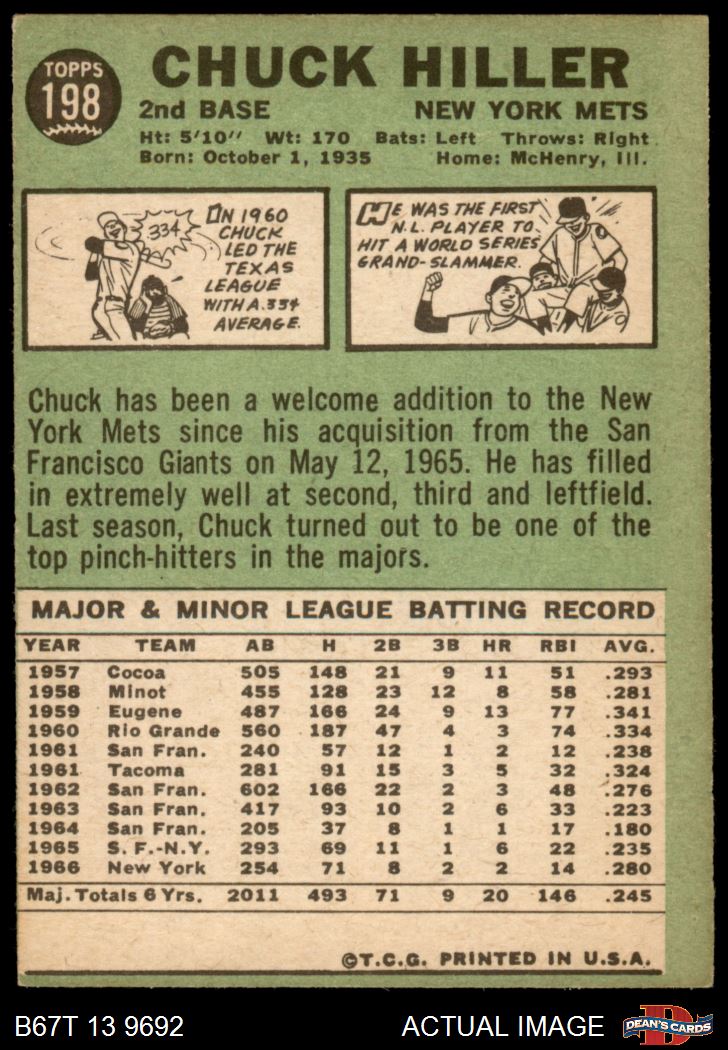 TOPPS
198
CHUCK HILLER
2nd BASE NEW YORK METS
Ht: 5'10" Wt: 170 Bats: Left Throws: Right
Born: October 1, 1935 Home: McHenry, Ill.
334
IN 1960
CHUCK
LED THE
TEXAS
LEAGUE
WITH A .334
AVERAGE.
HE WAS THE FIRST
N.L. PLAYER TO
HIT A WORLD SERIES
GRAND-SLAMMER.
Chuck has been a welcome addition to the New
York Mets since his acquisition from the San
Francisco Giants on May 12, 1965. He has filled
in extremely well at second, third and leftfield.
Last season, Chuck turned out to be one of the
top pinch-hitters in the majors.
MAJOR & MINOR LEAGUE BATTING RECORD
YEAR TEAM AB H 2B 3B HR RBI AVG.
1957 Cocoa 505 148 21 9 11 51 .293
1958 Minot 455 128 23 12 8 58 .281
1959 Eugene 487 166 24 9 13 77 .341
1960 Rio Grande 560 187 47 4 3 74 .334
1961 San Fran. 240 57 12 1 2 12 .238
1961 Tacoma 281 91 15 3 5 32 .324
1962 San Fran. 602 166 22 2 3 48 .276
1963 San Fran. 417 93 10 2 6 33 .223
1964 San Fran. 205 37 8 1 1 17 .180
1965 S. F.-N.Y. 293 69 11 1 6 22 .235
1966 New York 254 71 8 2 2 14 .280
Maj. Totals 6 Yrs. 2011 493 71 9 20 146 .245
©T.C.G. PRINTED IN U.S.A.
B67T 13 9692 ACTUAL IMAGE
D
DEAN'S CARDS